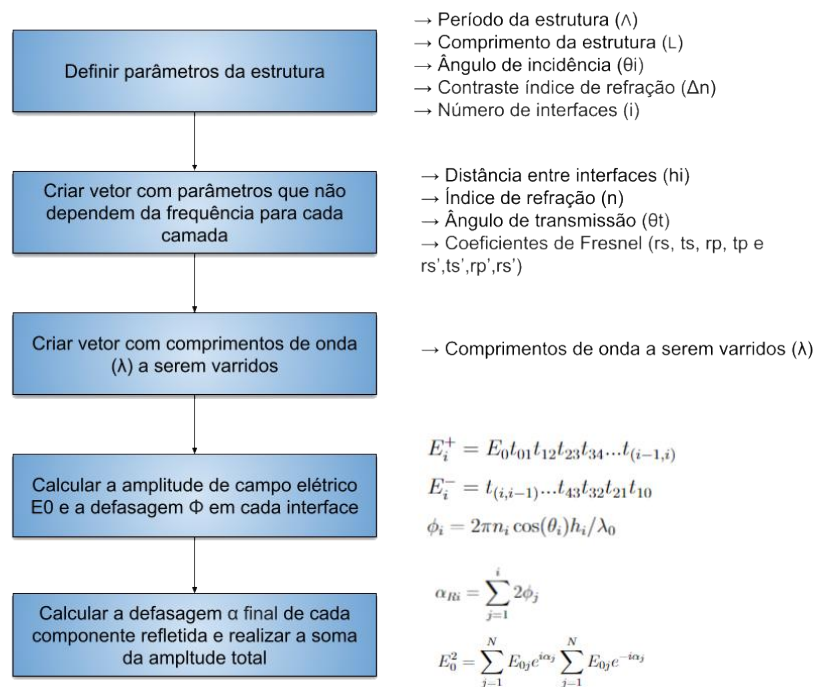 Definir parâmetros da estrutura
→ Período da estrutura (Λ)
→ Comprimento da estrutura (L)
→ Ângulo de incidência (θi)
→ Contraste índice de refração (Δn)
→ Número de interfaces (i)
Criar vetor com parâmetros que não
dependem da frequência para cada
camada
→ Distância entre interfaces (hi)
→ Índice de refração (n)
→ Ângulo de transmissão (θt)
→ Coeficientes de Fresnel (rs, ts, rp, tp e
rs’,ts’,rp’,rs’)
Criar vetor com comprimentos de onda
(λ) a serem varridos
→ Comprimentos de onda a serem varridos (λ)
Calcular a amplitude de campo elétrico
E0 e a defasagem Φ em cada interface
E_i^+ = E_0 t_{01} t_{12} t_{23} t_{34} ... t_{(i−1,i)}
E_i^- = t_{(i,i−1)} ... t_{43} t_{32} t_{21} t_{10}
ϕ_i = 2π n_i cos(θ_i) h_i / λ_0
Calcular a defasagem α final de cada
componente refletida e realizar a soma
da ampltude total
α_{Ri} = \sum_{j=1}^{i} 2ϕ_j
E_0^2 = \sum_{j=1}^{N} E_{0j} e^{iα_j} \sum_{j=1}^{N} E_{0j} e^{−iα_j}